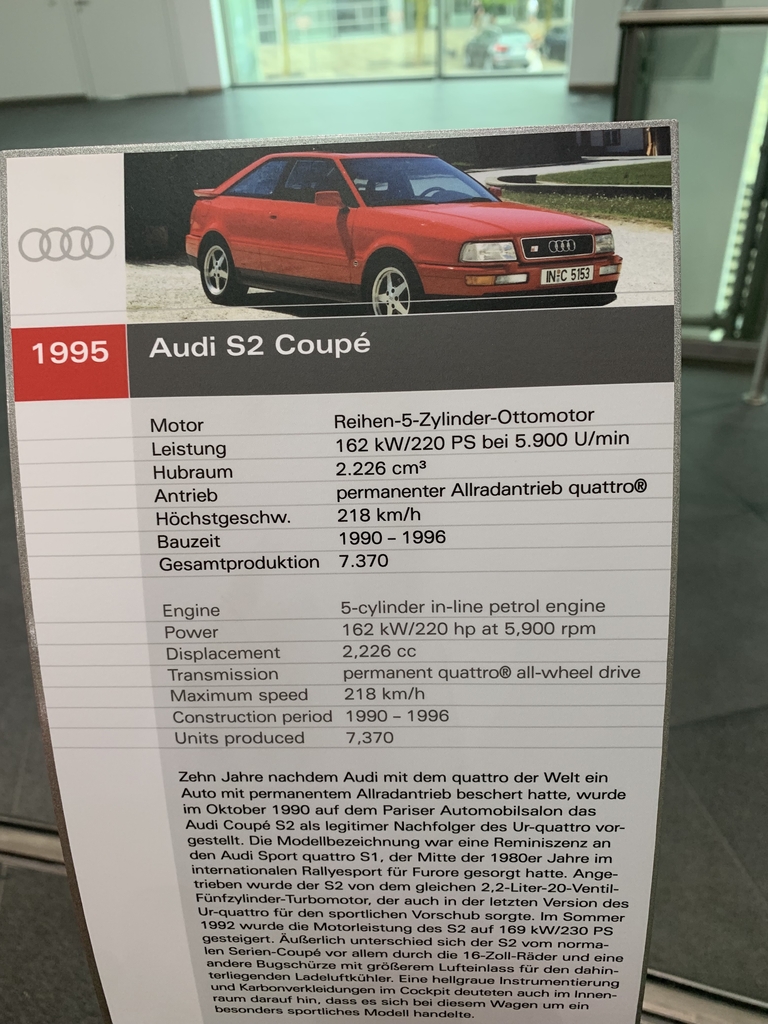 IN C 5153
1995 Audi S2 Coupé
Motor Reihen-5-Zylinder-Ottomotor
Leistung 162 kW/220 PS bei 5.900 U/min
Hubraum 2.226 cm³
Antrieb permanenter Allradantrieb quattro®
Höchstgeschw. 218 km/h
Bauzeit 1990 – 1996
Gesamtproduktion 7.370
Engine 5-cylinder in-line petrol engine
Power 162 kW/220 hp at 5,900 rpm
Displacement 2,226 cc
Transmission permanent quattro® all-wheel drive
Maximum speed 218 km/h
Construction period 1990 – 1996
Units produced 7,370
Zehn Jahre nachdem Audi mit dem quattro der Welt ein
Auto mit permanentem Allradantrieb beschert hatte, wurde
im Oktober 1990 auf dem Pariser Automobilsalon das
Audi Coupé S2 als legitimer Nachfolger des Ur-quattro vor-
gestellt. Die Modellbezeichnung war eine Reminiszenz an
den Audi Sport quattro S1, der Mitte der 1980er Jahre im
internationalen Rallyesport für Furore gesorgt hatte. Ange-
trieben wurde der S2 von dem gleichen 2,2-Liter-20-Ventil-
Fünfzylinder-Turbomotor, der auch in der letzten Version des
Ur-quattro für den sportlichen Vorschub sorgte. Im Sommer
1992 wurde die Motorleistung des S2 auf 169 kW/230 PS
gesteigert. Äußerlich unterschied sich der S2 vom norma-
len Serien-Coupé vor allem durch die 16-Zoll-Räder und eine
andere Bugschürze mit größerem Lufteinlass für den dahin-
terliegenden Ladeluftkühler. Eine hellgraue Instrumentierung
und Karbonverkleidungen im Cockpit deuteten auch im Innen-
raum darauf hin, dass es sich bei diesem Wagen um ein
besonders sportliches Modell handelte.